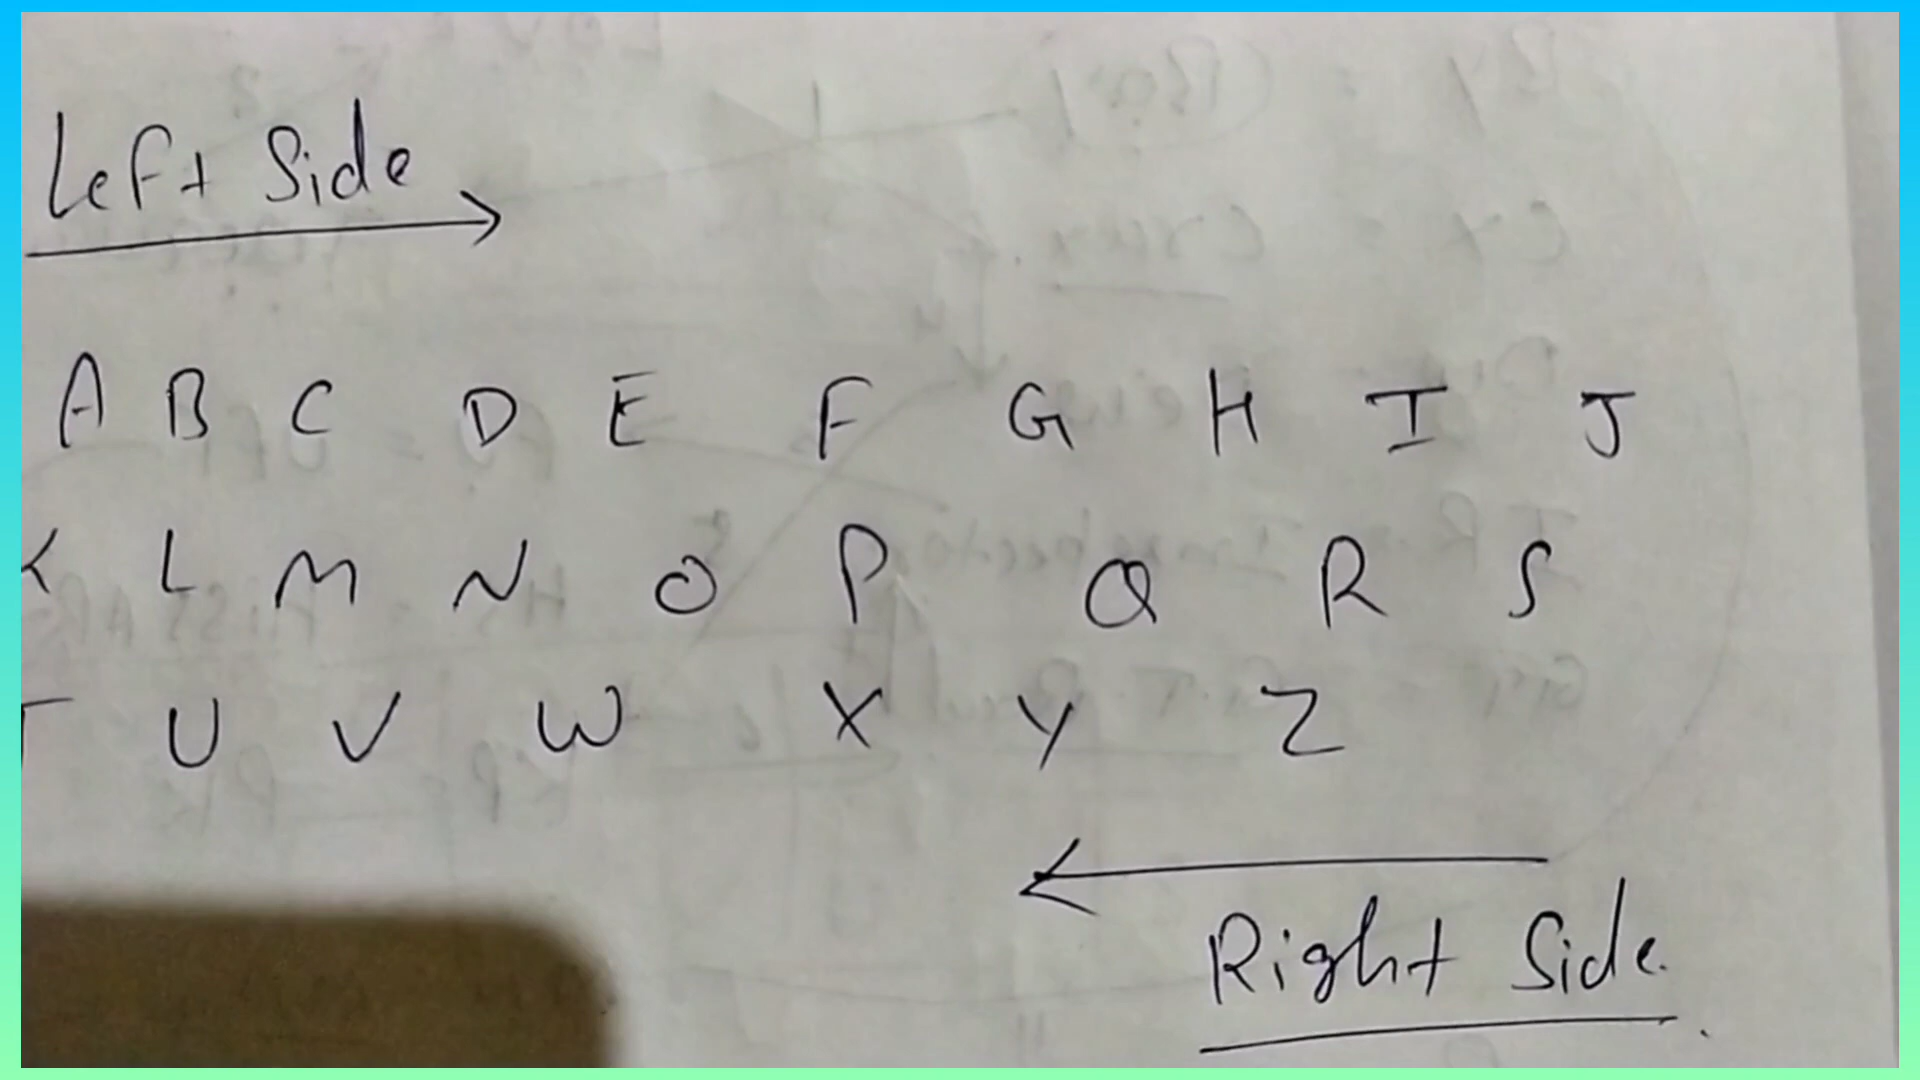 Left Side
A B C D E F G H I J
K L M N O P Q R S
T U V W X Y Z
Right Side.